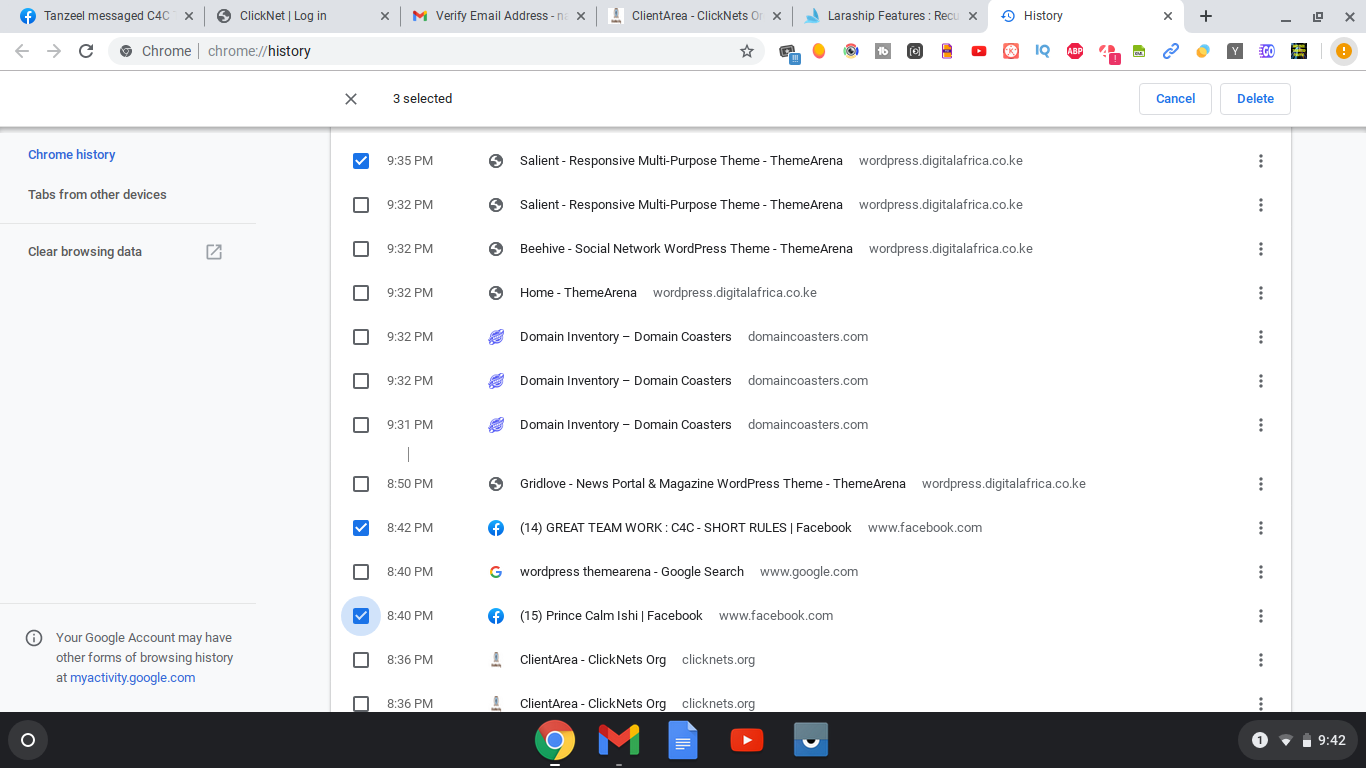 Tanzeel messaged C4C
ClickNet | Log in
Verify Email Address - n
ClientArea - ClickNets Or
Laraship Features : Recu
History
Chrome
chrome://history
ABP
IQ
Y
GO
3 selected
Cancel
Delete
Chrome history
Tabs from other devices
Clear browsing data
9:35 PM Salient - Responsive Multi-Purpose Theme - ThemeArena wordpress.digitalafrica.co.ke
9:32 PM Salient - Responsive Multi-Purpose Theme - ThemeArena wordpress.digitalafrica.co.ke
9:32 PM Beehive - Social Network WordPress Theme - ThemeArena wordpress.digitalafrica.co.ke
9:32 PM Home - ThemeArena wordpress.digitalafrica.co.ke
9:32 PM Domain Inventory – Domain Coasters domaincoasters.com
9:32 PM Domain Inventory – Domain Coasters domaincoasters.com
9:31 PM Domain Inventory – Domain Coasters domaincoasters.com
8:50 PM Gridlove - News Portal & Magazine WordPress Theme - ThemeArena wordpress.digitalafrica.co.ke
8:42 PM (14) GREAT TEAM WORK : C4C - SHORT RULES | Facebook www.facebook.com
8:40 PM wordpress themearena - Google Search www.google.com
8:40 PM (15) Prince Calm Ishi | Facebook www.facebook.com
8:36 PM ClientArea - ClickNets Org clicknets.org
8:36 PM ClientArea - ClickNets Org clicknets.org
Your Google Account may have
other forms of browsing history
at myactivity.google.com
1 9:42